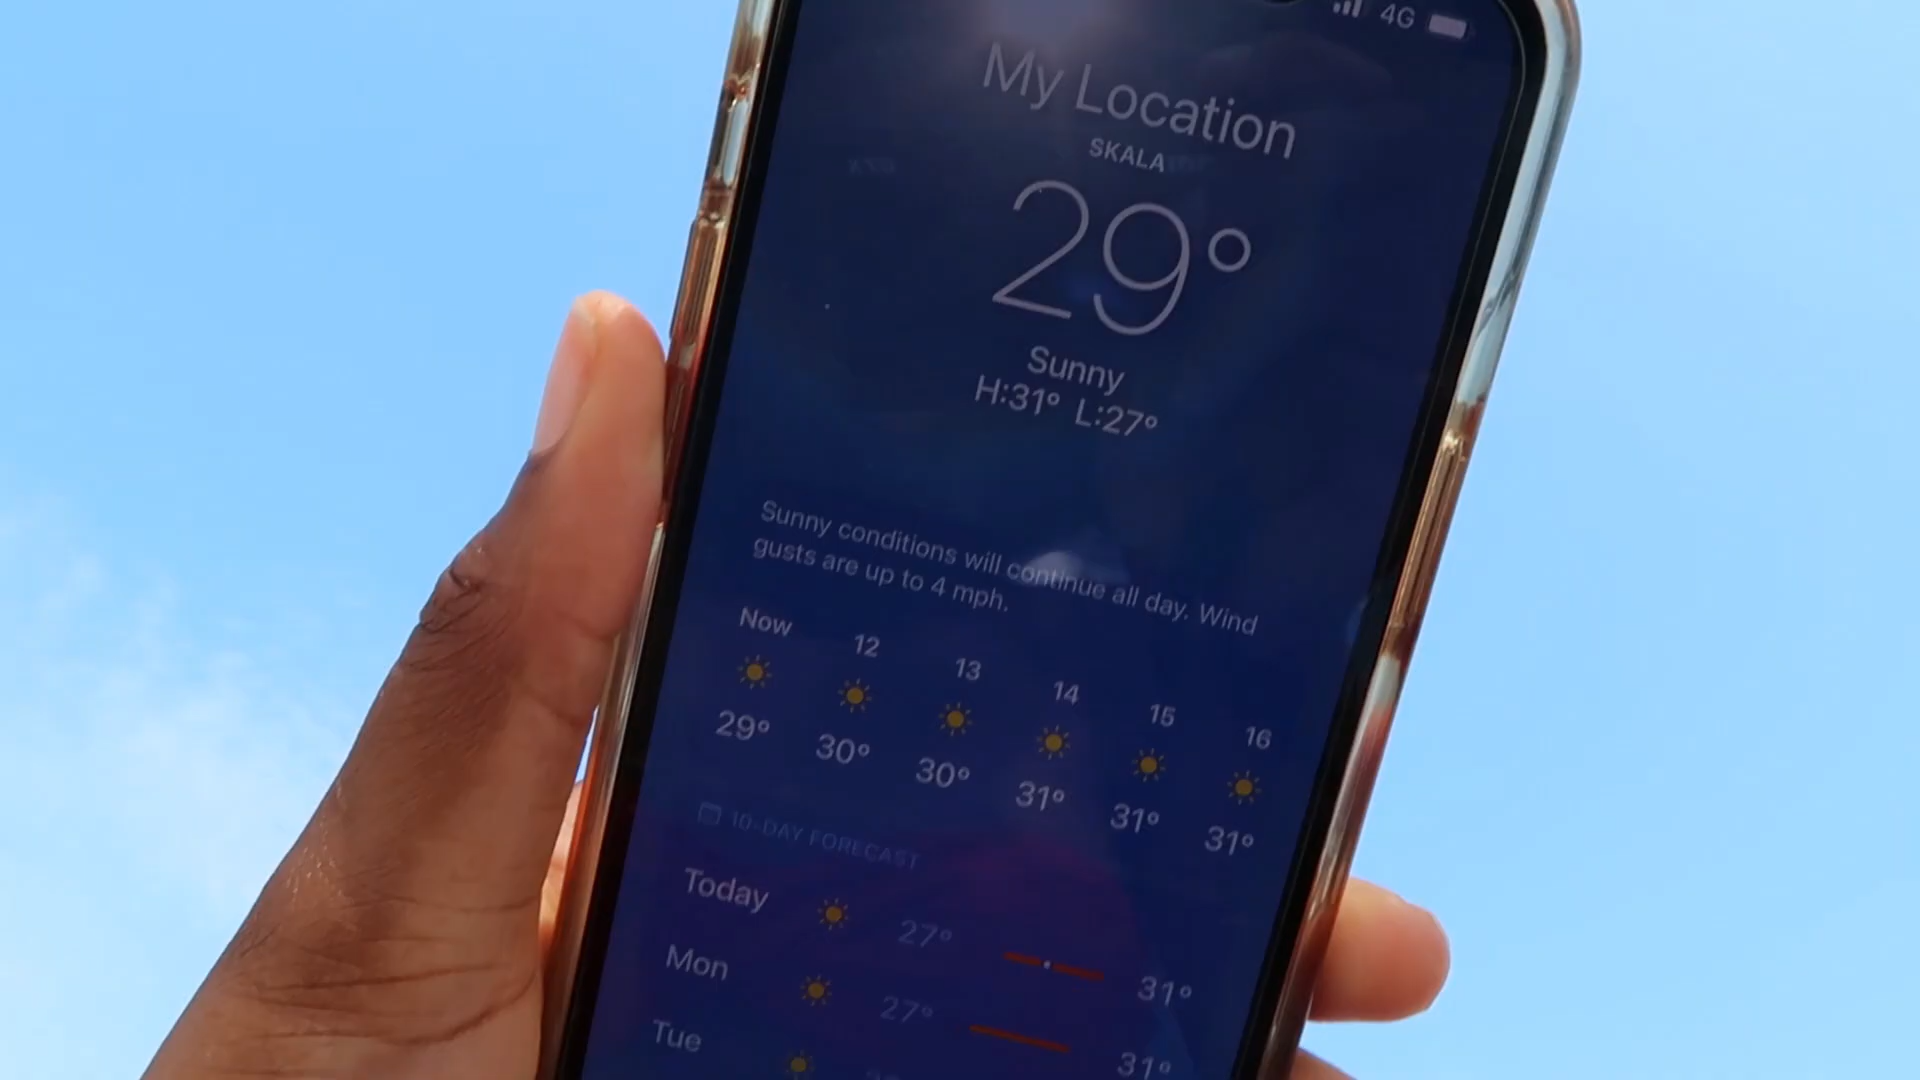 4G
My Location
SKALA
29°
Sunny
H:31° L:27°
Sunny conditions will continue all day. Wind
gusts are up to 4 mph.
Now 12 13 14 15 16
29° 30° 30° 31° 31° 31°
10-DAY FORECAST
Today 27° 31°
Mon 27° 31°
Tue 31°